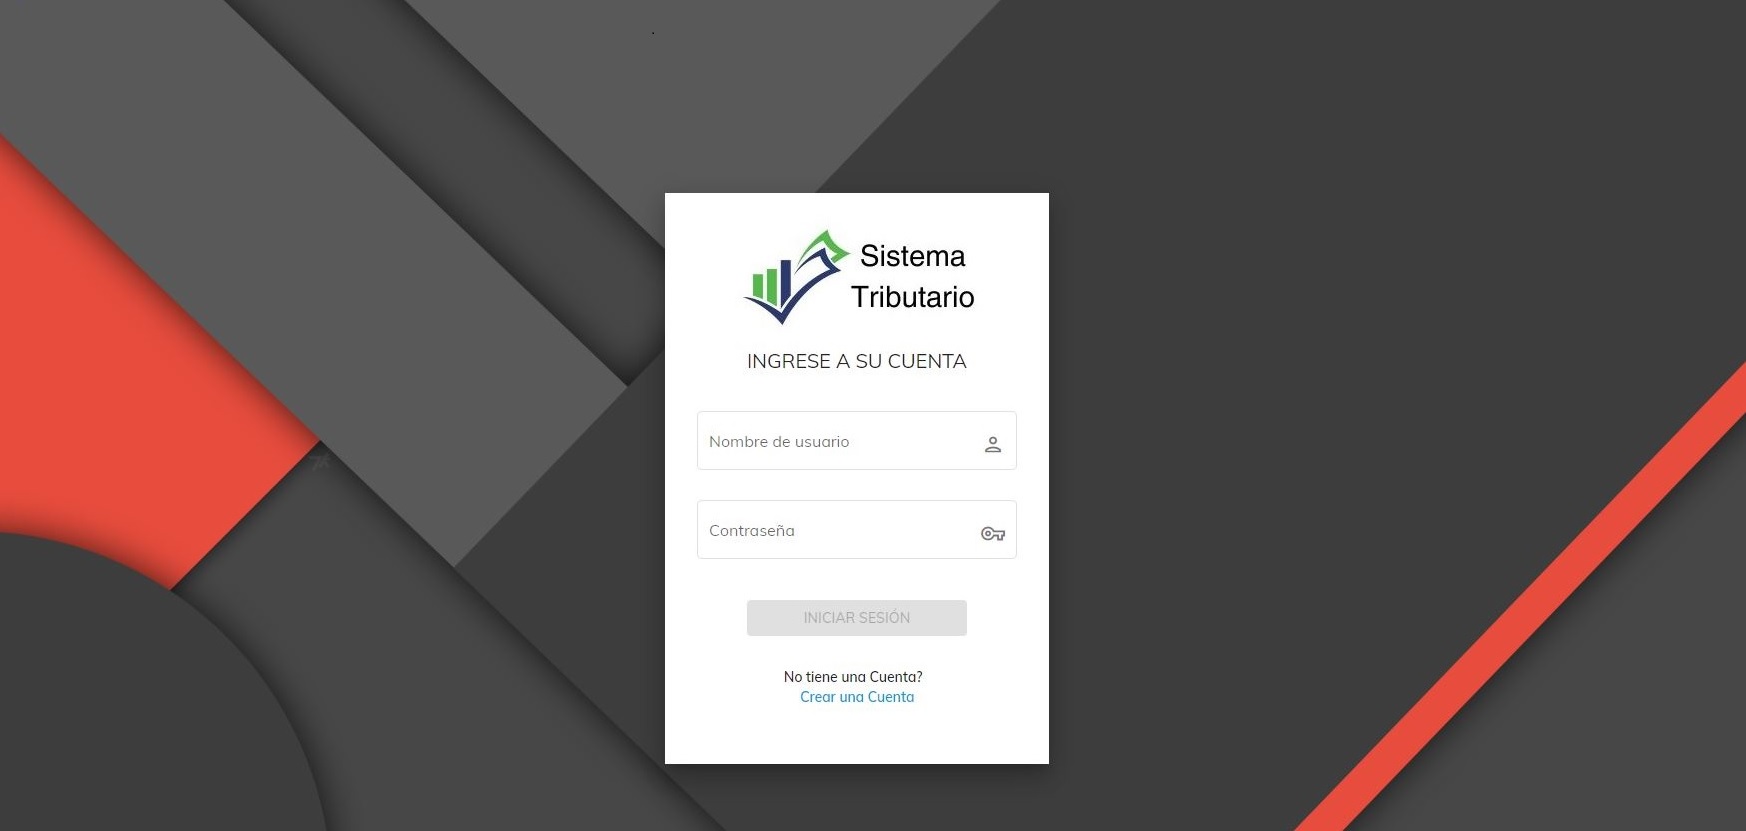 Sistema
Tributario
INGRESE A SU CUENTA
Nombre de usuario
Contraseña
INICIAR SESIÓN
No tiene una Cuenta?
Crear una Cuenta